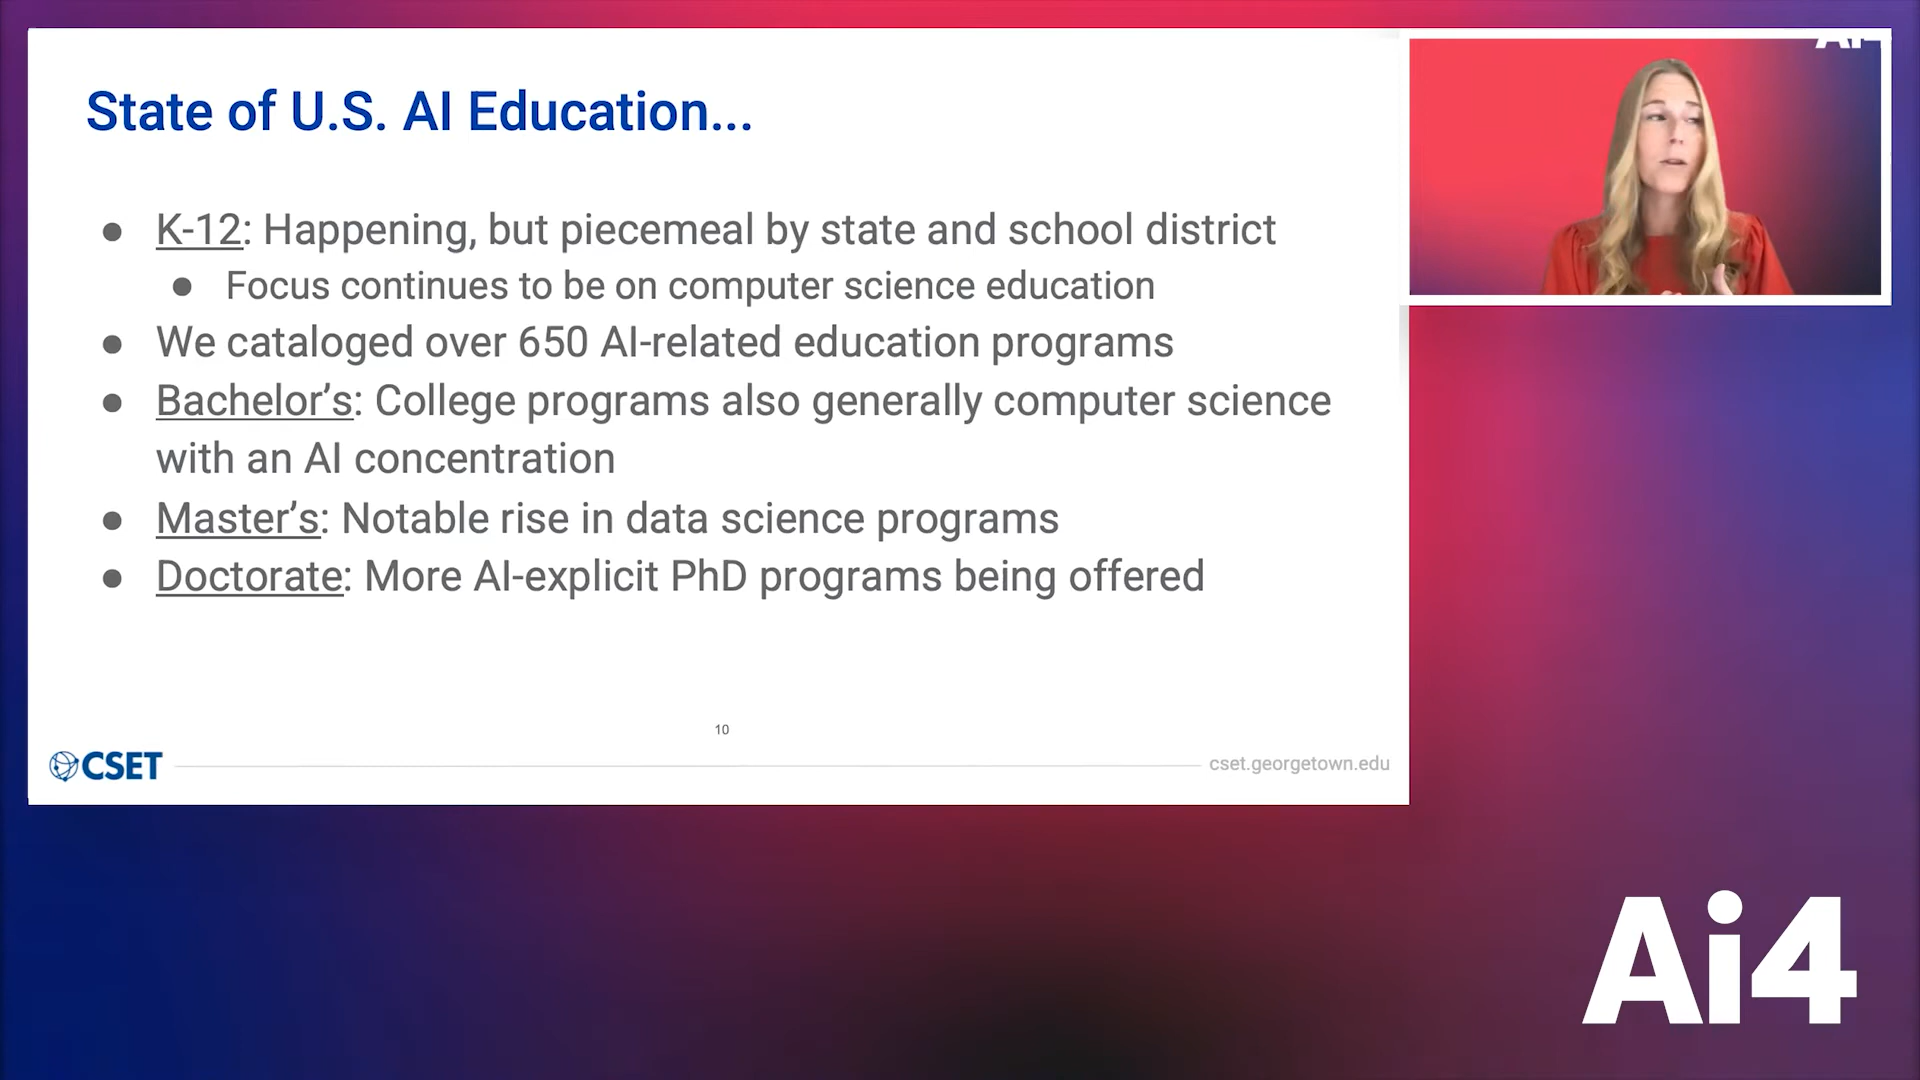 State of U.S. AI Education...
● K-12: Happening, but piecemeal by state and school district
● Focus continues to be on computer science education
● We cataloged over 650 AI-related education programs
● Bachelor’s: College programs also generally computer science
with an AI concentration
● Master’s: Notable rise in data science programs
● Doctorate: More AI-explicit PhD programs being offered
10
CSET
cset.georgetown.edu
Ai4
Ai4